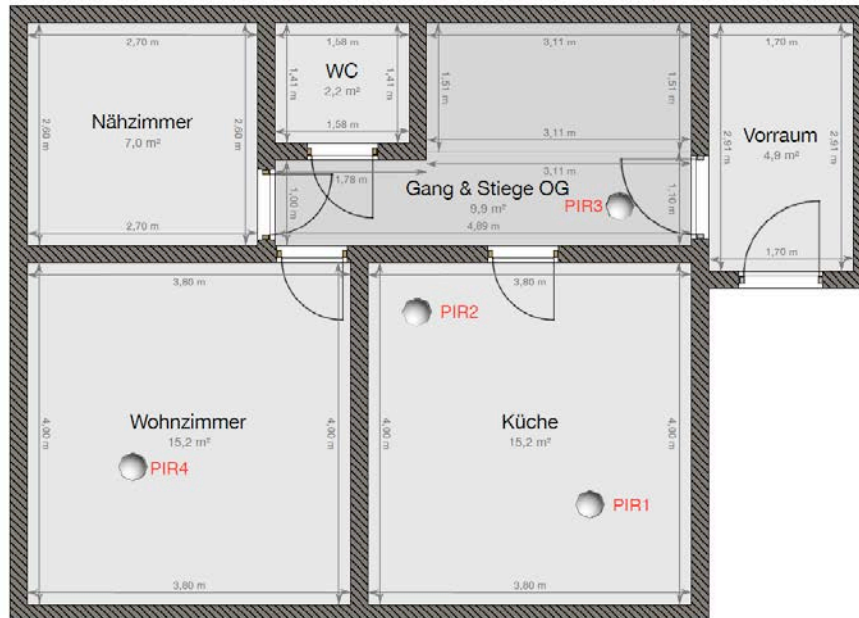 2,70 m
1,58 m
3,11 m
1,70 m
WC
2,2 m²
1,41 m
1,41 m
1,51 m
1,51 m
Nähzimmer
7,0 m²
2,60 m
2,60 m
1,58 m
3,11 m
Vorraum
4,9 m²
2,91 m
2,91 m
3,11 m
1,78 m
Gang & Stiege OG
9,9 m²
1,00 m
1,10 m
PIR3
2,70 m
4,89 m
1,70 m
3,80 m
3,80 m
PIR2
Wohnzimmer
15,2 m²
4,00 m
4,00 m
Küche
15,2 m²
4,00 m
4,00 m
PIR4
PIR1
3,80 m
3,80 m